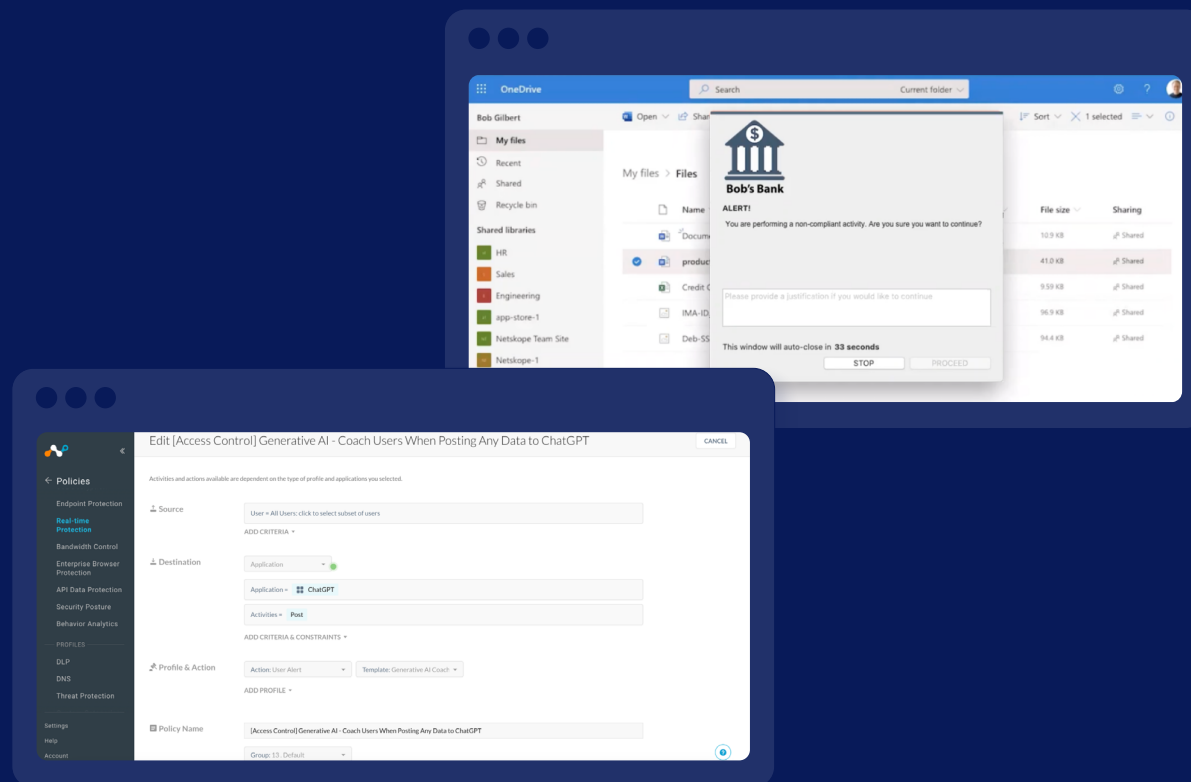 OneDrive
Search
Current folder
?
Bob Gilbert
Open
Shar
Sort
1 selected
My files
Recent
Shared
Recycle bin
Shared libraries
HR
Sales
Engineering
app-store-1
Netskope Team Site
Netskope-1
My files > Files
Name
File size
Sharing
Docume
10.9 KB
Shared
produc
41.0 KB
Shared
Credit C
9.59 KB
Shared
IMA-ID
96.9 KB
Shared
Deb-SS
94.4 KB
Shared
$
Bob's Bank
ALERT!
You are performing a non-compliant activity. Are you sure you want to continue?
Please provide a justification if you would like to continue
This window will auto-close in 33 seconds
STOP
PROCEED
Edit [Access Control] Generative AI - Coach Users When Posting Any Data to ChatGPT
CANCEL
«
Policies
Endpoint Protection
Real-time
Protection
Bandwidth Control
Enterprise Browser
Protection
API Data Protection
Security Posture
Behavior Analytics
PROFILES
DLP
DNS
Threat Protection
Settings
Help
Account
Activities and actions available are dependent on the type of profile and applications you selected.
Source
User = All Users: click to select subset of users
ADD CRITERIA
Destination
Application
Application = ChatGPT
Activities = Post
ADD CRITERIA & CONSTRAINTS
Profile & Action
Action: User Alert
Template: Generative AI Coach
ADD PROFILE
Policy Name
[Access Control] Generative AI - Coach Users When Posting Any Data to ChatGPT
Group: 13. Default
?